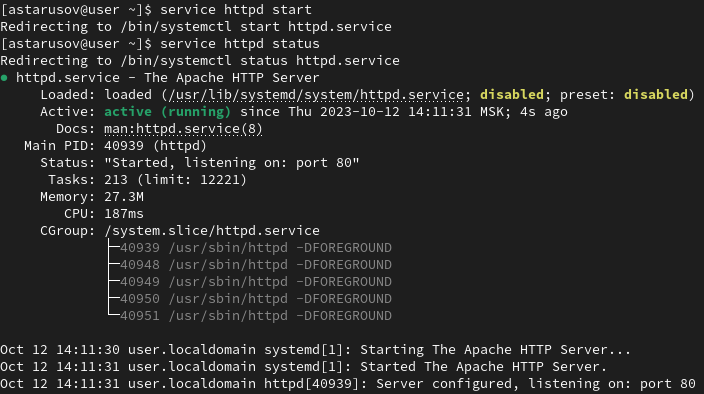 [astarusov@user ~]$ service httpd start
Redirecting to /bin/systemctl start httpd.service
[astarusov@user ~]$ service httpd status
Redirecting to /bin/systemctl status httpd.service
● httpd.service - The Apache HTTP Server
     Loaded: loaded (/usr/lib/systemd/system/httpd.service; disabled; preset: disabled)
     Active: active (running) since Thu 2023-10-12 14:11:31 MSK; 4s ago
       Docs: man:httpd.service(8)
   Main PID: 40939 (httpd)
     Status: "Started, listening on: port 80"
      Tasks: 213 (limit: 12221)
     Memory: 27.3M
        CPU: 187ms
     CGroup: /system.slice/httpd.service
             ├─40939 /usr/sbin/httpd -DFOREGROUND
             ├─40948 /usr/sbin/httpd -DFOREGROUND
             ├─40949 /usr/sbin/httpd -DFOREGROUND
             ├─40950 /usr/sbin/httpd -DFOREGROUND
             └─40951 /usr/sbin/httpd -DFOREGROUND
Oct 12 14:11:30 user.localdomain systemd[1]: Starting The Apache HTTP Server...
Oct 12 14:11:31 user.localdomain systemd[1]: Started The Apache HTTP Server.
Oct 12 14:11:31 user.localdomain httpd[40939]: Server configured, listening on: port 80